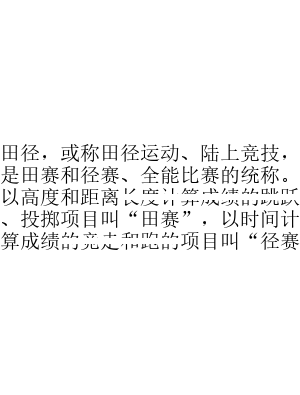 田径，或称田径运动、陆上竞技，
是田赛和径赛、全能比赛的统称。
以高度和距离长度计算成绩的跳跃
、投掷项目叫“田赛”，以时间计
算成绩的竞走和跑的项目叫“径赛